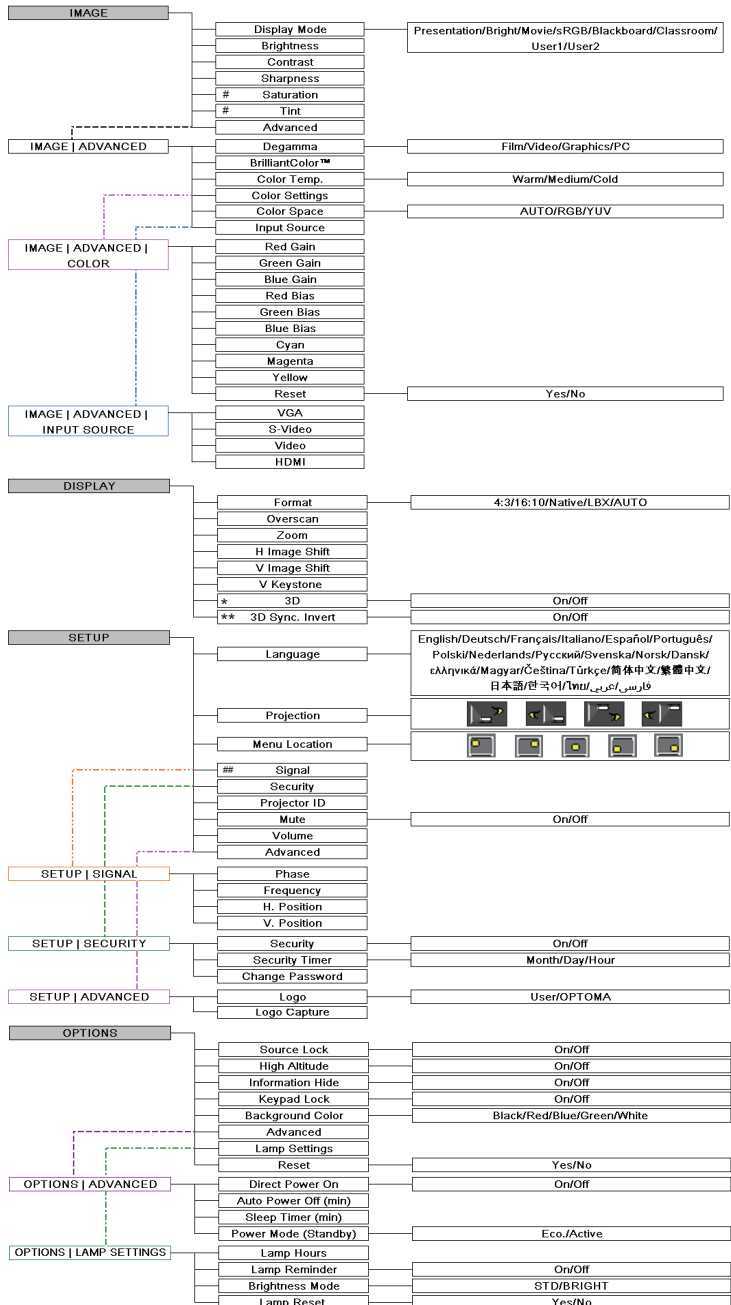 IMAGE
Display Mode
Presentation/Bright/Movie/sRGB/Blackboard/Classroom/
User1/User2
Brightness
Contrast
Sharpness
# Saturation
# Tint
Advanced
IMAGE | ADVANCED
Degamma
Film/Video/Graphics/PC
BrilliantColor™
Color Temp.
Warm/Medium/Cold
Color Settings
Color Space
AUTO/RGB/YUV
Input Source
IMAGE | ADVANCED |
COLOR
Red Gain
Green Gain
Blue Gain
Red Bias
Green Bias
Blue Bias
Cyan
Magenta
Yellow
Reset
Yes/No
IMAGE | ADVANCED |
INPUT SOURCE
VGA
S-Video
Video
HDMI
DISPLAY
Format
4:3/16:10/Native/LBX/AUTO
Overscan
Zoom
H Image Shift
V Image Shift
V Keystone
* 3D
On/Off
** 3D Sync. Invert
On/Off
SETUP
Language
English/Deutsch/Français/Italiano/Español/Português/
Polski/Nederlands/Русский/Svenska/Norsk/Dansk/
ελληνικά/Magyar/Čeština/Türkçe/简体中文/繁體中文/
日本語/한국어/ไทย/عربي/فارسی
Projection
Menu Location
## Signal
Security
Projector ID
Mute
On/Off
Volume
Advanced
SETUP | SIGNAL
Phase
Frequency
H. Position
V. Position
SETUP | SECURITY
Security
On/Off
Security Timer
Month/Day/Hour
Change Password
SETUP | ADVANCED
Logo
User/OPTOMA
Logo Capture
OPTIONS
Source Lock
On/Off
High Altitude
On/Off
Information Hide
On/Off
Keypad Lock
On/Off
Background Color
Black/Red/Blue/Green/White
Advanced
Lamp Settings
Reset
Yes/No
OPTIONS | ADVANCED
Direct Power On
On/Off
Auto Power Off (min)
Sleep Timer (min)
Power Mode (Standby)
Eco./Active
OPTIONS | LAMP SETTINGS
Lamp Hours
Lamp Reminder
On/Off
Brightness Mode
STD/BRIGHT
Lamp Reset
Yes/No